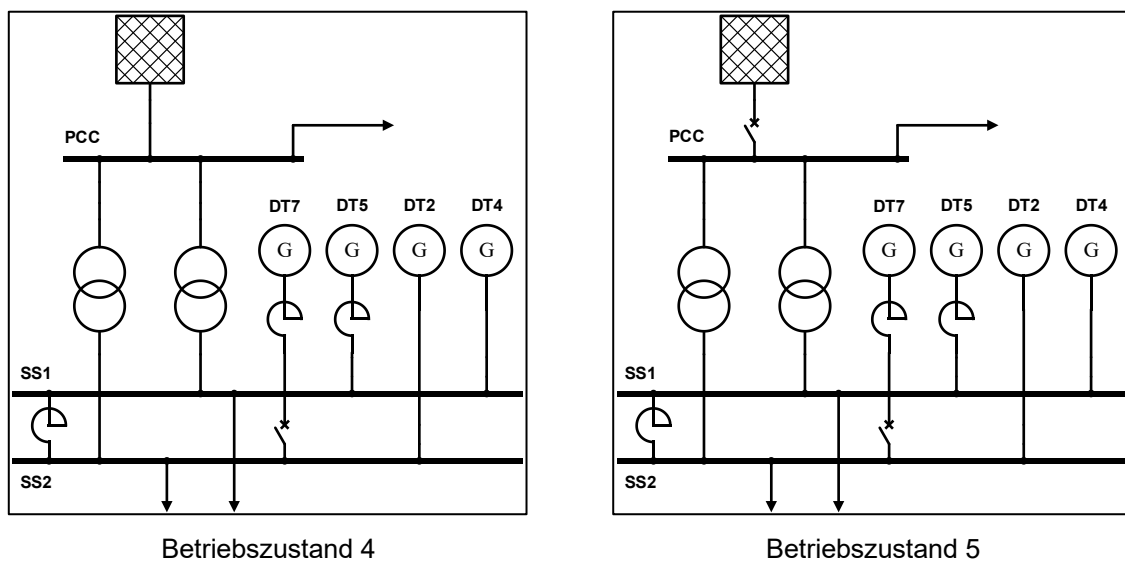 PCC
DT7 DT5 DT2 DT4
G G G G
SS1
SS2
Betriebszustand 4
PCC
DT7 DT5 DT2 DT4
G G G G
SS1
SS2
Betriebszustand 5